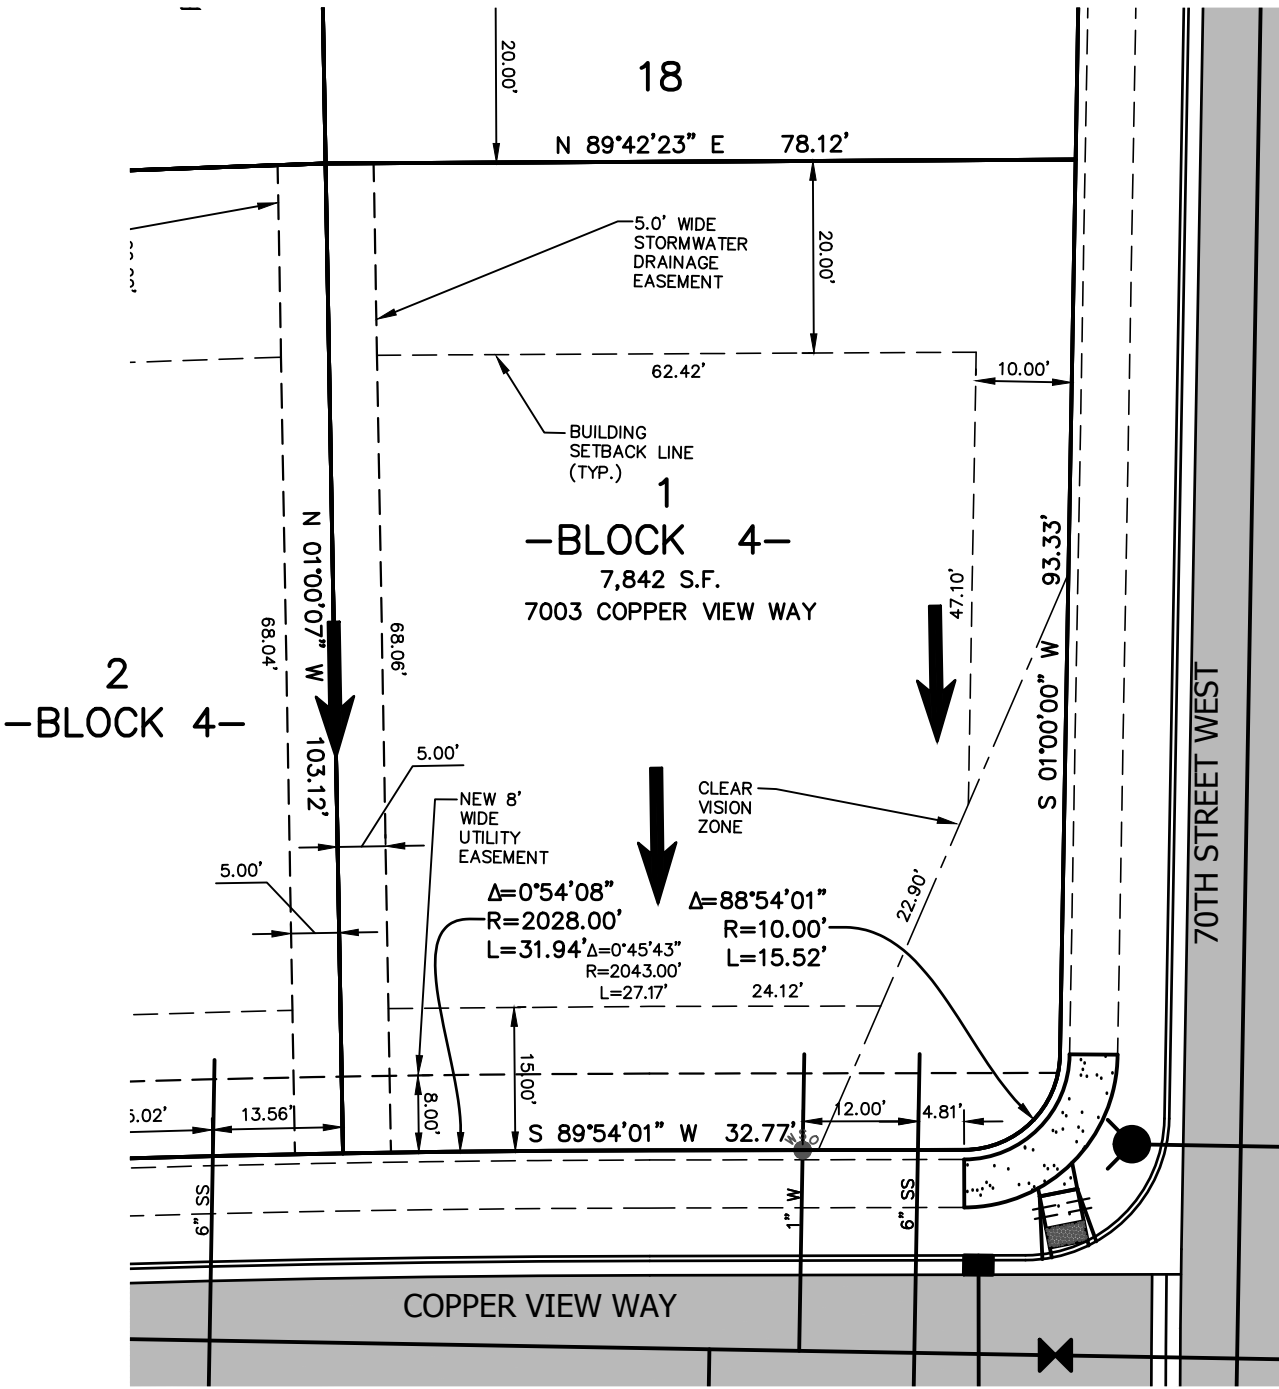 20.00'
18
N 89°42'23" E 78.12'
5.0' WIDE
STORMWATER
DRAINAGE
EASEMENT
20.00'
62.42'
10.00'
BUILDING
SETBACK LINE
(TYP.)
1
-BLOCK 4-
7,842 S.F.
7003 COPPER VIEW WAY
N 01°00'07" W 103.12'
68.04'
68.06'
47.10'
S 01°00'00" W 93.33'
2
-BLOCK 4-
5.00'
NEW 8'
WIDE
UTILITY
EASEMENT
CLEAR
VISION
ZONE
5.00'
Δ=0°54'08"
R=2028.00'
L=31.94'
Δ=0°45'43"
R=2043.00'
L=27.17'
Δ=88°54'01"
R=10.00'
L=15.52'
22.90'
24.12'
15.00'
8.00'
13.56'
12.00'
4.81'
S 89°54'01" W 32.77'
W.S.O
6" SS
1" W
6" SS
COPPER VIEW WAY
70TH STREET WEST